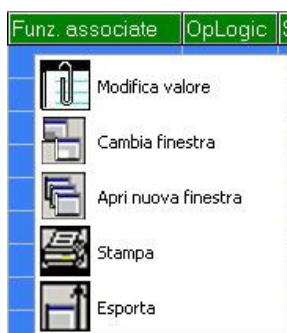 Funz. associate OpLogic
Modifica valore
Cambia finestra
Apri nuova finestra
Stampa
Esporta